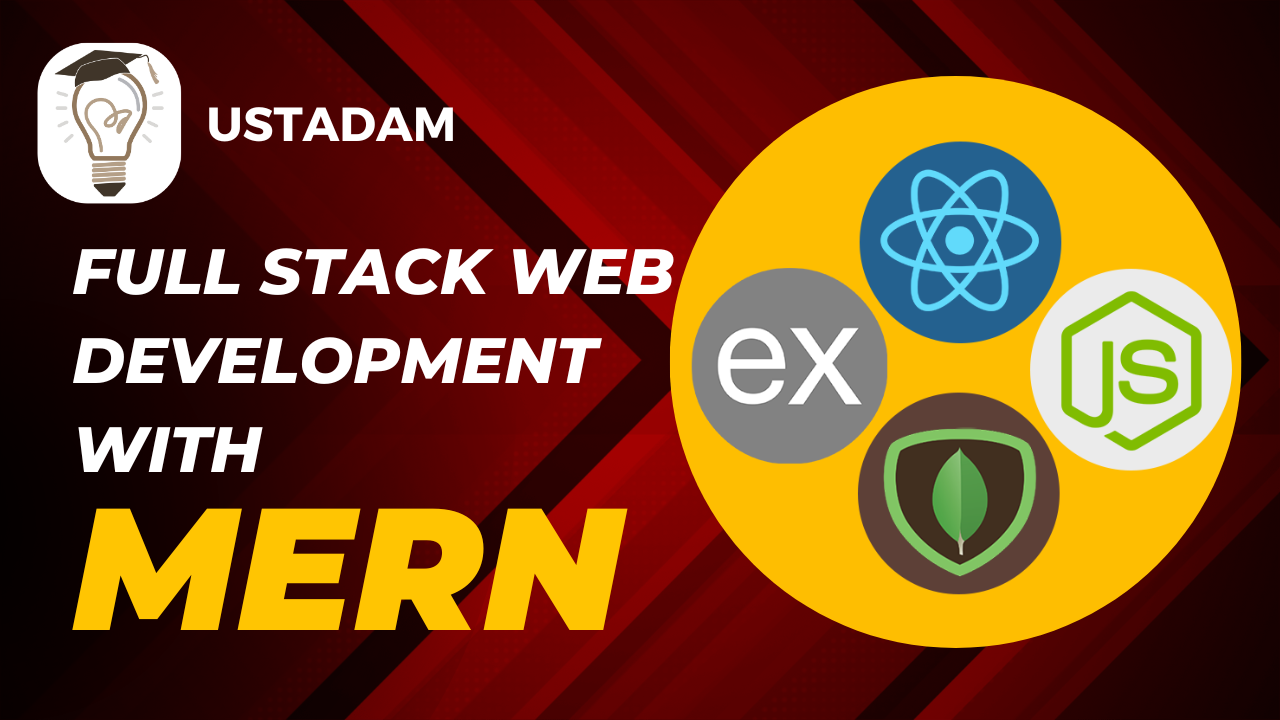 USTADAM
FULL STACK WEB
DEVELOPMENT
WITH
MERN
ex
JS